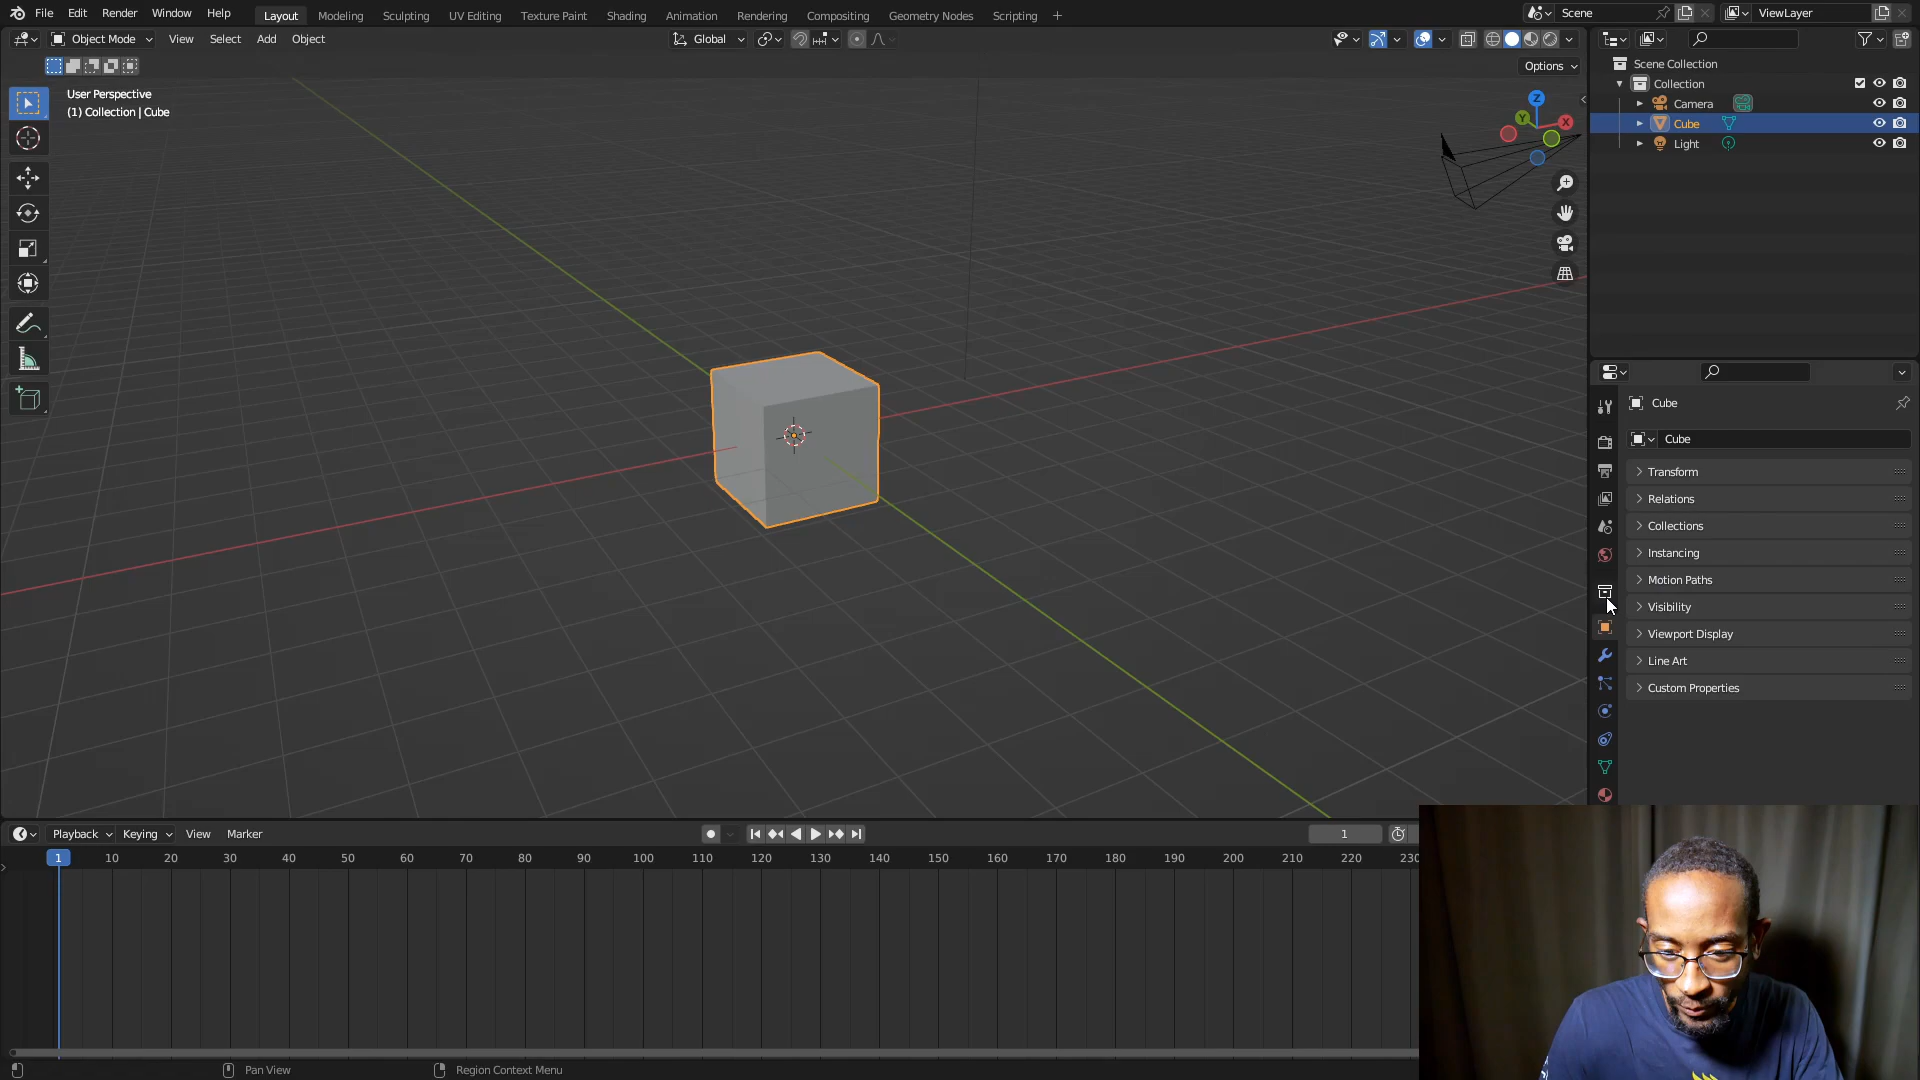 File Edit Render Window Help
Layout Modeling Sculpting UV Editing Texture Paint Shading Animation Rendering Compositing Geometry Nodes Scripting +
Scene
ViewLayer
Object Mode View Select Add Object
Global
Options
User Perspective
(1) Collection | Cube
Z
Y
X
Scene Collection
Collection
Camera
Cube
Light
Cube
Cube
Transform
Relations
Collections
Instancing
Motion Paths
Visibility
Viewport Display
Line Art
Custom Properties
Playback Keying View Marker
1
1 10 20 30 40 50 60 70 80 90 100 110 120 130 140 150 160 170 180 190 200 210 220 230
Pan View
Region Context Menu